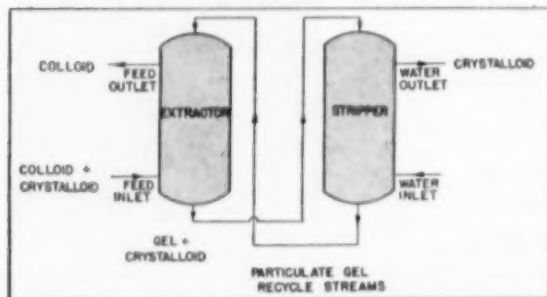 COLLOID
FEED
OUTLET
EXTRACTOR
COLLOID +
CRYSTALLOID
FEED
INLET
GEL +
CRYSTALLOID
STRIPPER
WATER
OUTLET
CRYSTALLOID
WATER
INLET
PARTICULATE GEL
RECYCLE STREAMS